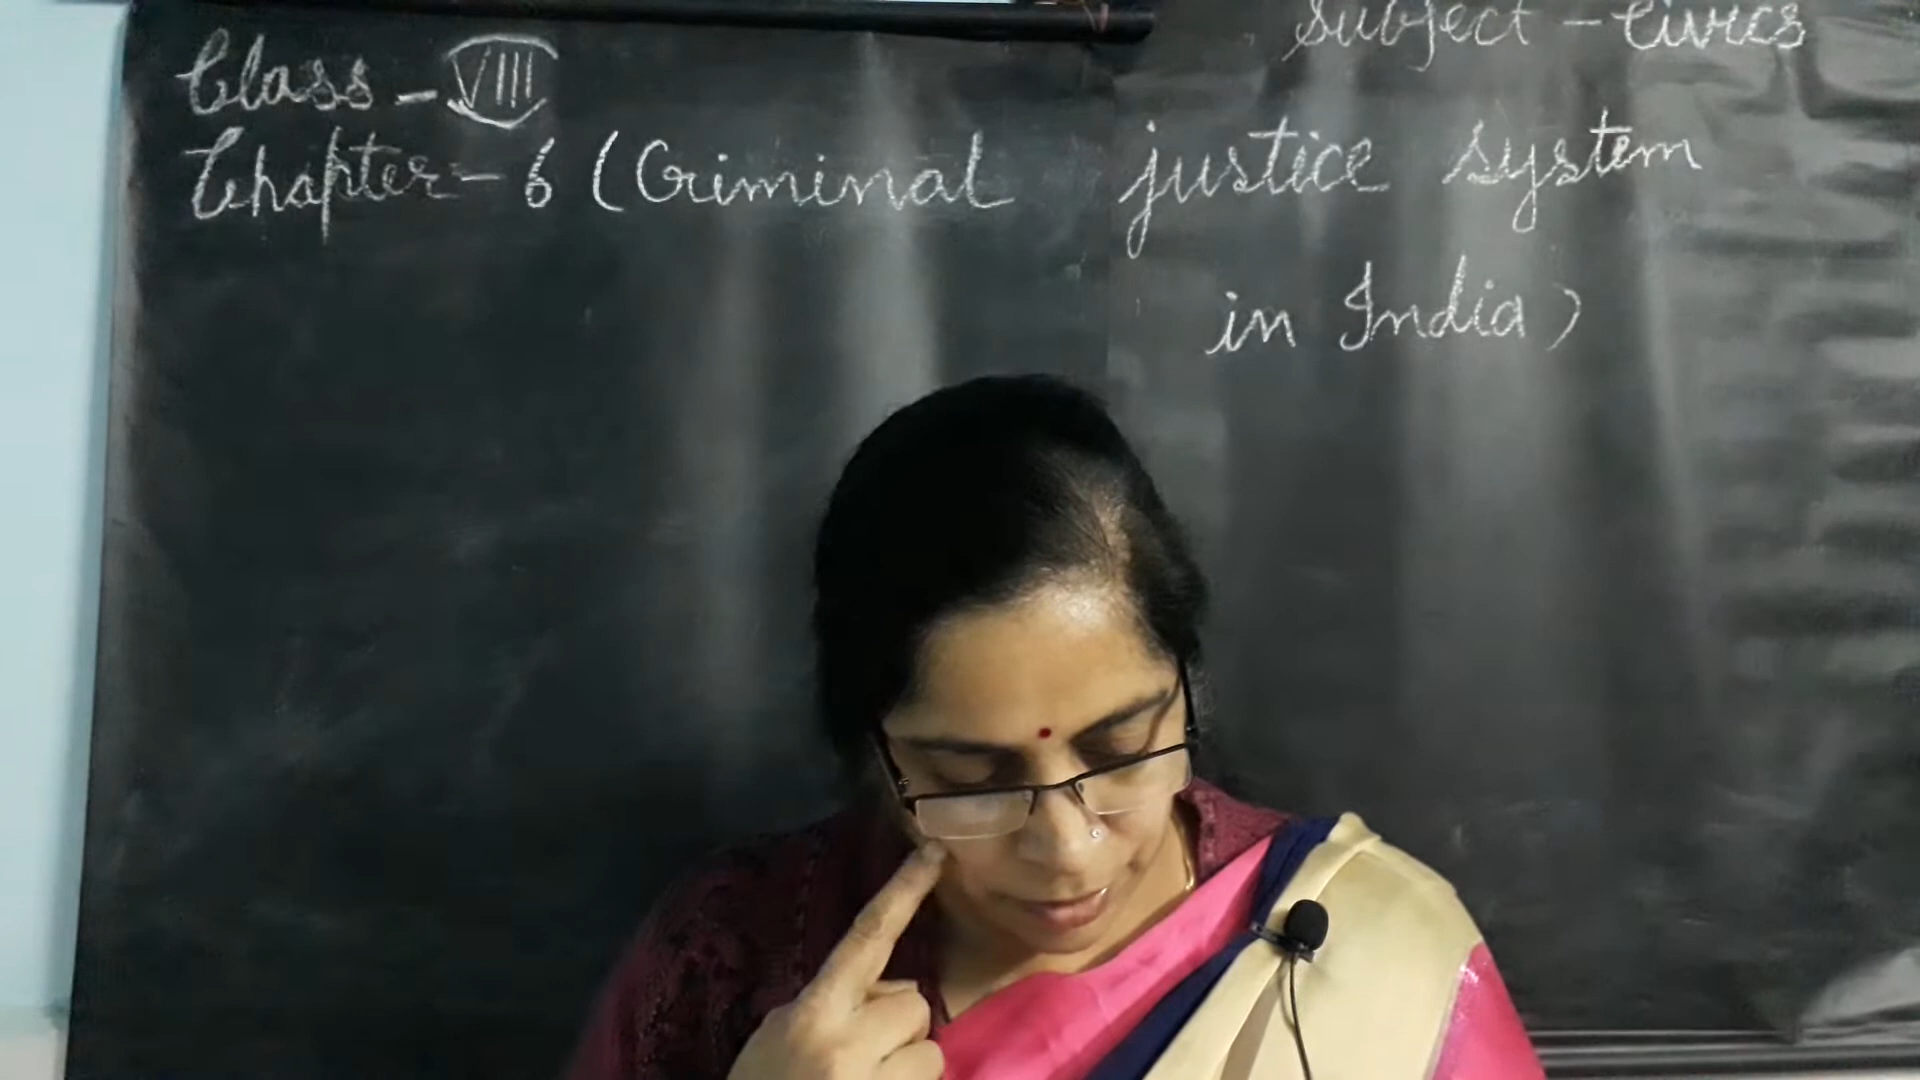 Subject - Civics
Class - VIII
Chapter - 6 (Criminal justice system
in India)